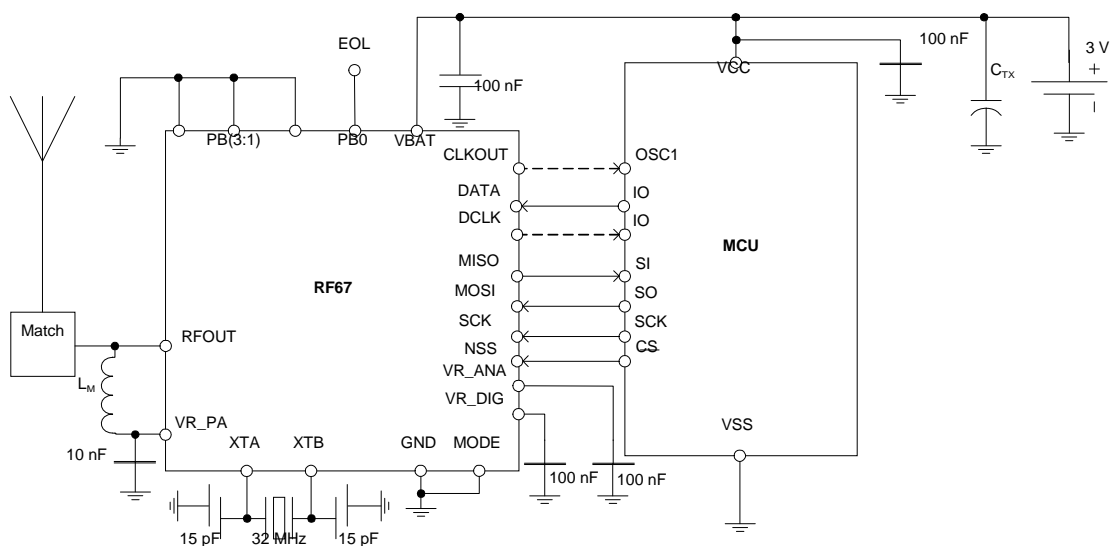 EOL
100 nF
3 V
+
VCC
C_TX
100 nF
PB(3:1)
PB0
VBAT
CLKOUT
OSC1
DATA
IO
DCLK
IO
MCU
MISO
SI
RF67
MOSI
SO
Match
RFOUT
SCK
SCK
NSS
CS
VR_ANA
L_M
VR_DIG
VR_PA
VSS
XTA
XTB
GND
MODE
10 nF
100 nF
100 nF
15 pF
32 MHz
15 pF